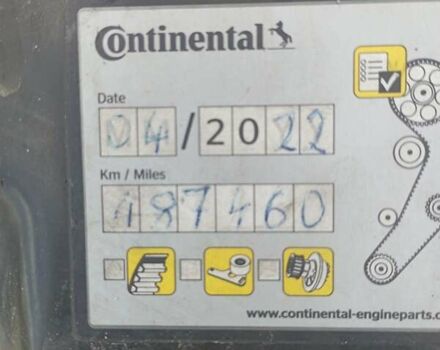 Continental
Date
04/2022
Km / Miles
187460
www.continental-engineparts.c